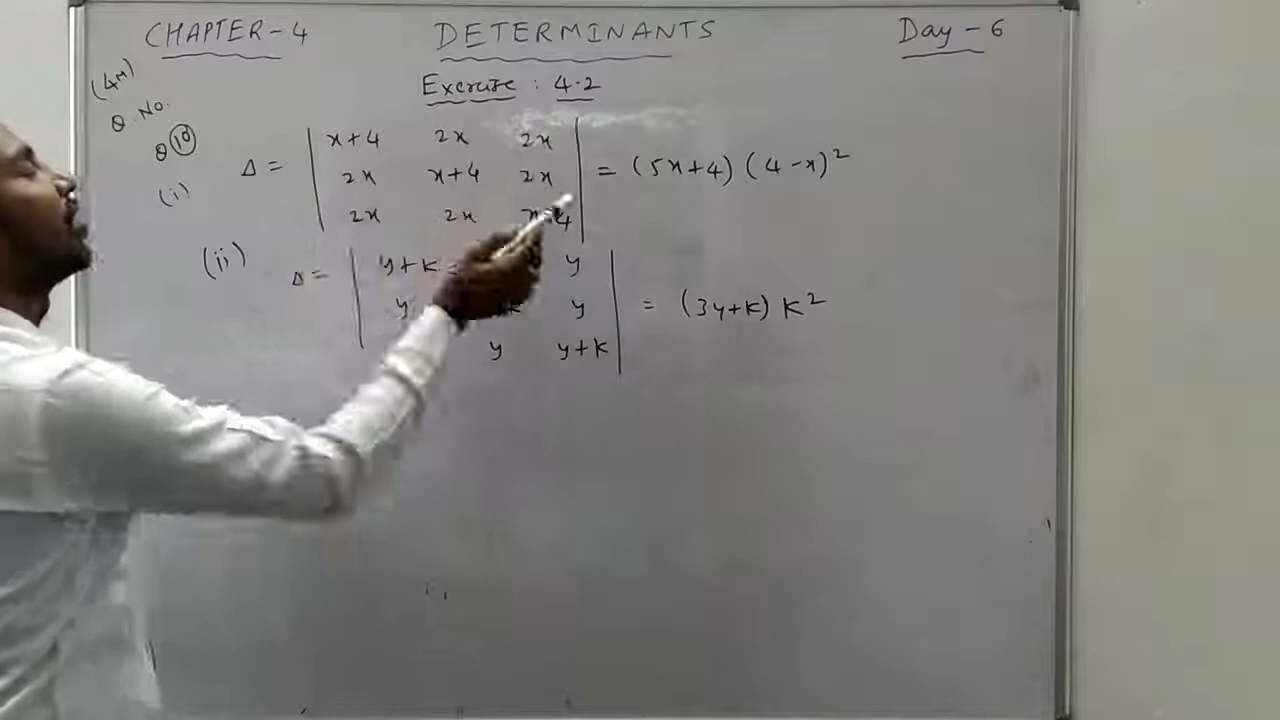 CHAPTER-4 DETERMINANTS Day-6
Exercise : 4.2
(4M)
Q. No.
Q 10
(i) Δ = | x+4 2x 2x | = (5x+4) (4-x)²
| 2x x+4 2x |
| 2x 2x 4 |
(ii) Δ = | y+k y | = (3y+k) k²
| y k y |
| y y+k |